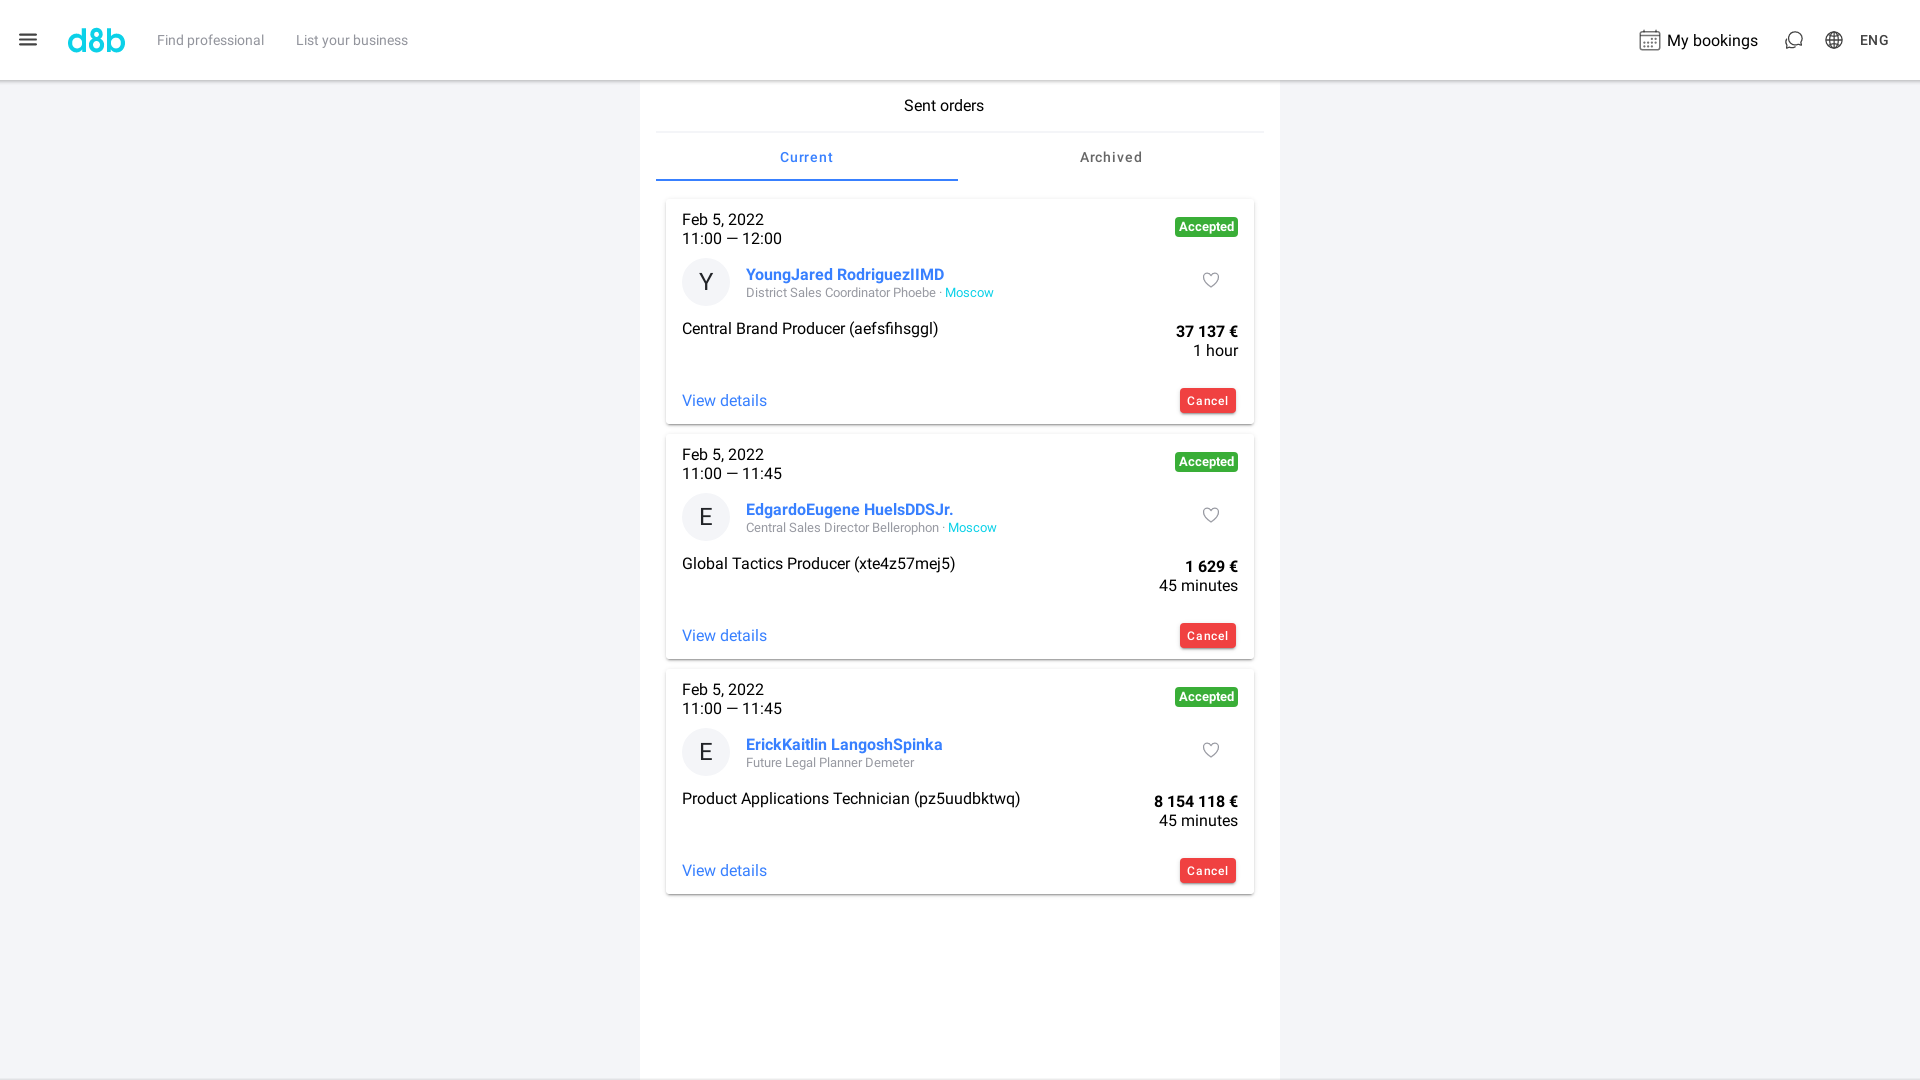 d8b
Find professional
List your business
My bookings
ENG
Sent orders
Current
Archived
Feb 5, 2022
11:00 — 12:00
Accepted
Y
YoungJared RodriguezIIMD
District Sales Coordinator Phoebe · Moscow
Central Brand Producer (aefsfihsggl)
37 137 €
1 hour
View details
Cancel
Feb 5, 2022
11:00 — 11:45
Accepted
E
EdgardoEugene HuelsDDSJr.
Central Sales Director Bellerophon · Moscow
Global Tactics Producer (xte4z57mej5)
1 629 €
45 minutes
View details
Cancel
Feb 5, 2022
11:00 — 11:45
Accepted
E
ErickKaitlin LangoshSpinka
Future Legal Planner Demeter
Product Applications Technician (pz5uudbktwq)
8 154 118 €
45 minutes
View details
Cancel